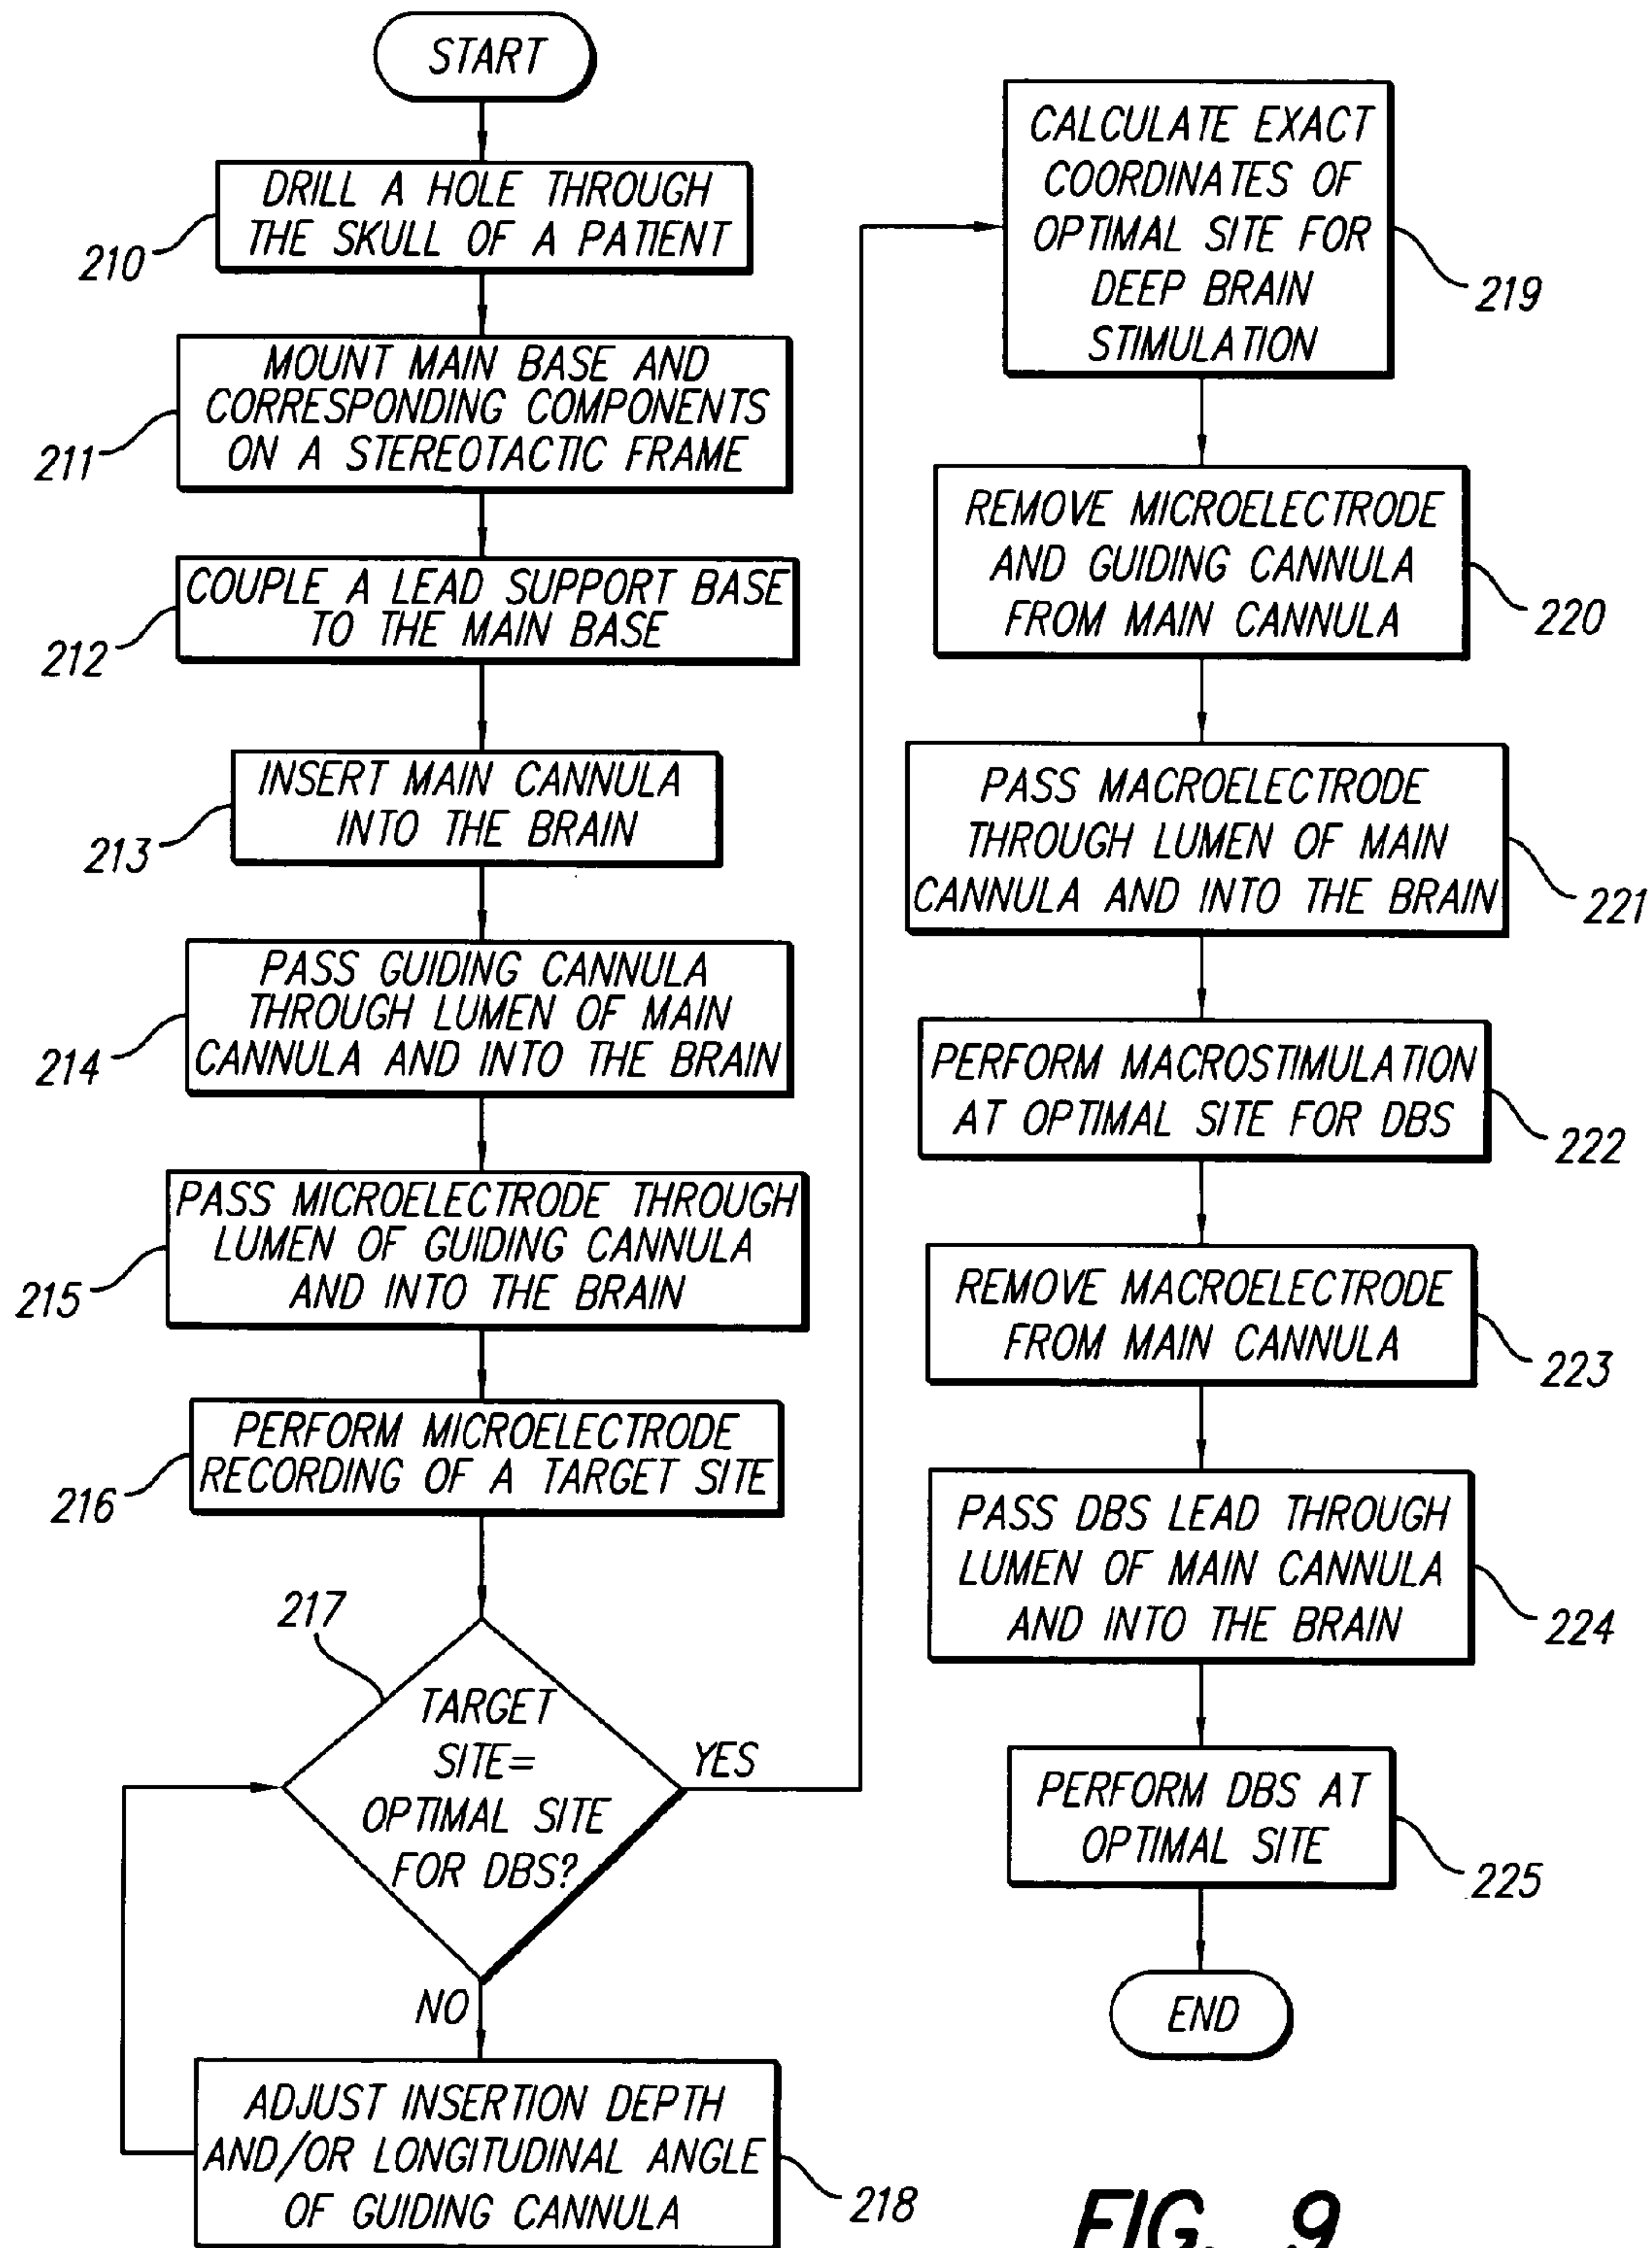 START
DRILL A HOLE THROUGH
THE SKULL OF A PATIENT
210
MOUNT MAIN BASE AND
CORRESPONDING COMPONENTS
ON A STEREOTACTIC FRAME
211
COUPLE A LEAD SUPPORT BASE
TO THE MAIN BASE
212
INSERT MAIN CANNULA
INTO THE BRAIN
213
PASS GUIDING CANNULA
THROUGH LUMEN OF MAIN
CANNULA AND INTO THE BRAIN
214
PASS MICROELECTRODE THROUGH
LUMEN OF GUIDING CANNULA
AND INTO THE BRAIN
215
PERFORM MICROELECTRODE
RECORDING OF A TARGET SITE
216
217
TARGET
SITE=
OPTIMAL SITE
FOR DBS?
YES
NO
ADJUST INSERTION DEPTH
AND/OR LONGITUDINAL ANGLE
OF GUIDING CANNULA
218
CALCULATE EXACT
COORDINATES OF
OPTIMAL SITE FOR
DEEP BRAIN
STIMULATION
219
REMOVE MICROELECTRODE
AND GUIDING CANNULA
FROM MAIN CANNULA
220
PASS MACROELECTRODE
THROUGH LUMEN OF MAIN
CANNULA AND INTO THE BRAIN
221
PERFORM MACROSTIMULATION
AT OPTIMAL SITE FOR DBS
222
REMOVE MACROELECTRODE
FROM MAIN CANNULA
223
PASS DBS LEAD THROUGH
LUMEN OF MAIN CANNULA
AND INTO THE BRAIN
224
PERFORM DBS AT
OPTIMAL SITE
225
END
FIG. 9